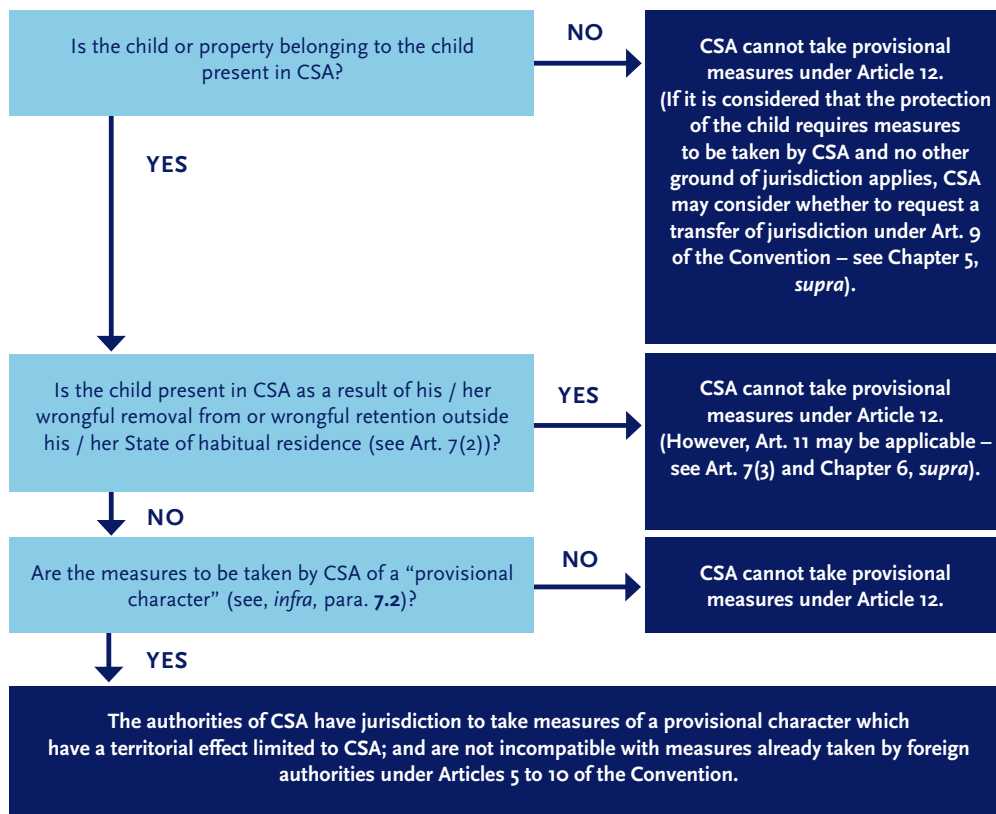 Is the child or property belonging to the child
present in CSA?
NO
CSA cannot take provisional
measures under Article 12.
(If it is considered that the protection
of the child requires measures
to be taken by CSA and no other
ground of jurisdiction applies, CSA
may consider whether to request a
transfer of jurisdiction under Art. 9
of the Convention – see Chapter 5,
supra).
YES
Is the child present in CSA as a result of his / her
wrongful removal from or wrongful retention outside
his / her State of habitual residence (see Art. 7(2))?
YES
CSA cannot take provisional
measures under Article 12.
(However, Art. 11 may be applicable –
see Art. 7(3) and Chapter 6, supra).
NO
Are the measures to be taken by CSA of a “provisional
character” (see, infra, para. 7.2)?
NO
CSA cannot take provisional
measures under Article 12.
YES
The authorities of CSA have jurisdiction to take measures of a provisional character which
have a territorial effect limited to CSA; and are not incompatible with measures already taken by foreign
authorities under Articles 5 to 10 of the Convention.